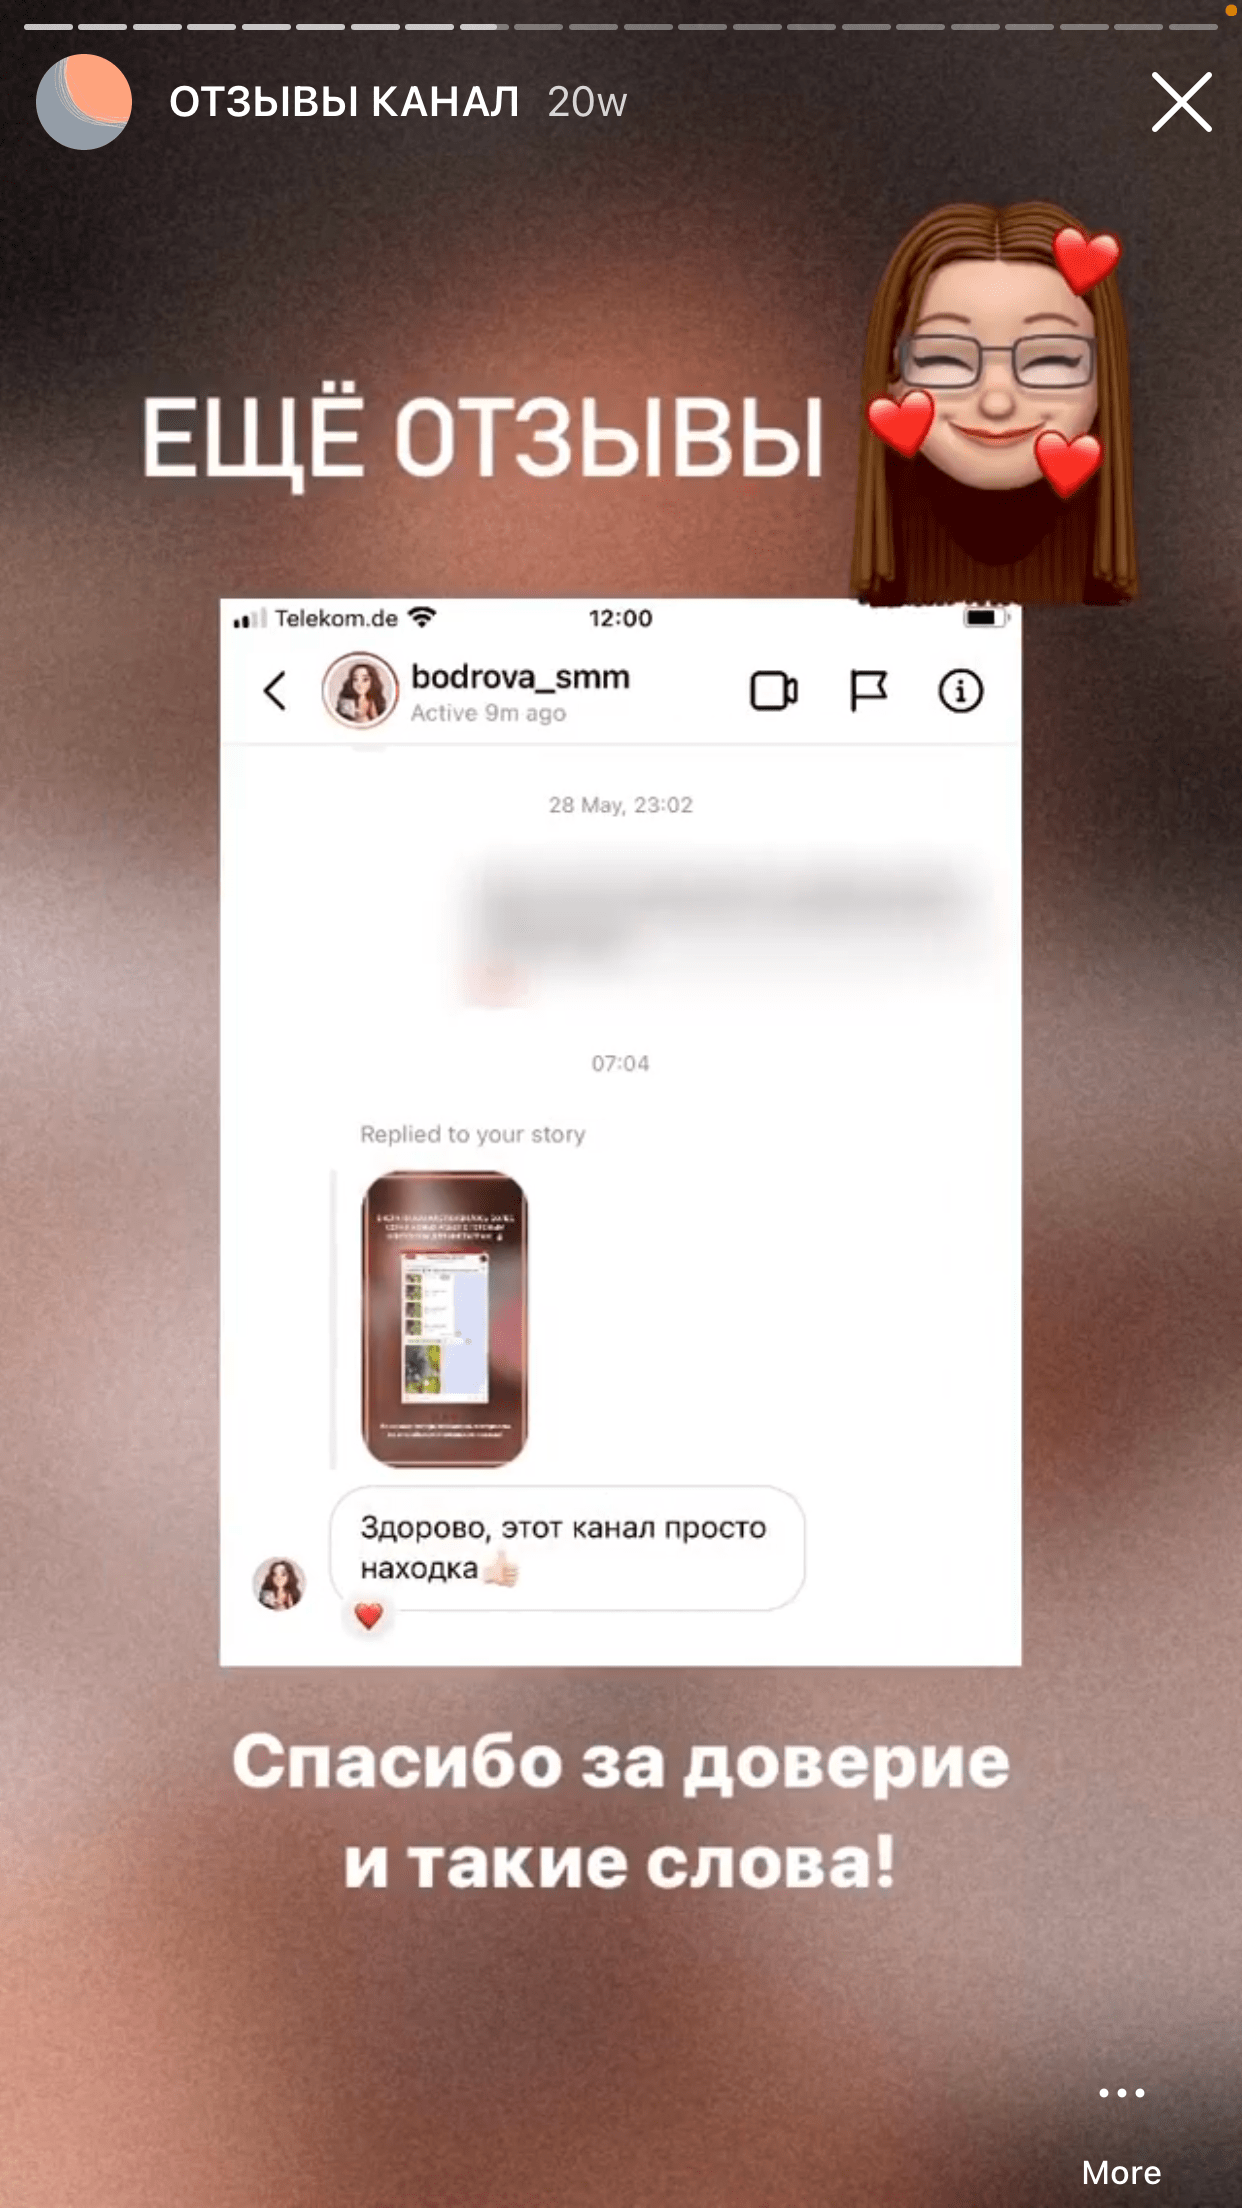 ОТЗЫВЫ КАНАЛ 20w
ЕЩЁ ОТЗЫВЫ
Telekom.de 12:00
bodrova_smm
Active 9m ago
28 May, 23:02
07:04
Replied to your story
Здорово, этот канал просто
находка👍🏻
Спасибо за доверие
и такие слова!
More